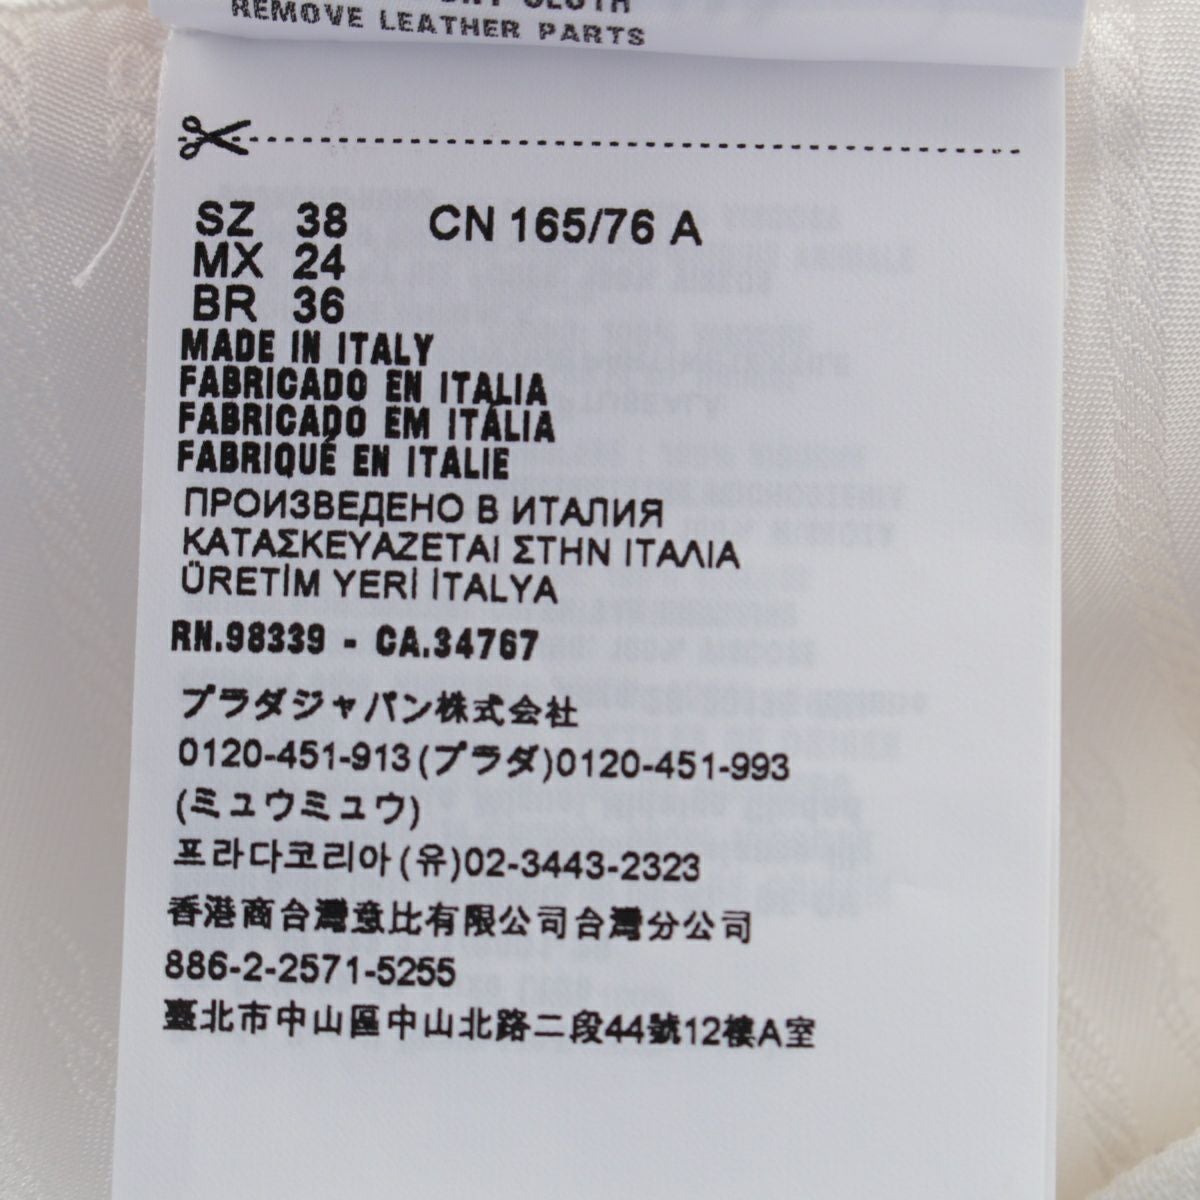 REMOVE LEATHER PARTS
SZ 38 CN 165/76 A
MX 24
BR 36
MADE IN ITALY
FABRICADO EN ITALIA
FABRICADO EM ITÁLIA
FABRIQUÉ EN ITALIE
ПРОИЗВЕДЕНО В ИТАЛИЯ
ΚΑΤΑΣΚΕΥΑΖΕΤΑΙ ΣΤΗΝ ΙΤΑΛΙΑ
ÜRETİM YERİ İTALYA
RN.98339 - CA.34767
プラダジャパン株式会社
0120-451-913(プラダ)0120-451-993
(ミュウミュウ)
프라다코리아(유)02-3443-2323
香港商台灣意比有限公司台灣分公司
886-2-2571-5255
臺北市中山區中山北路二段44號12樓A室